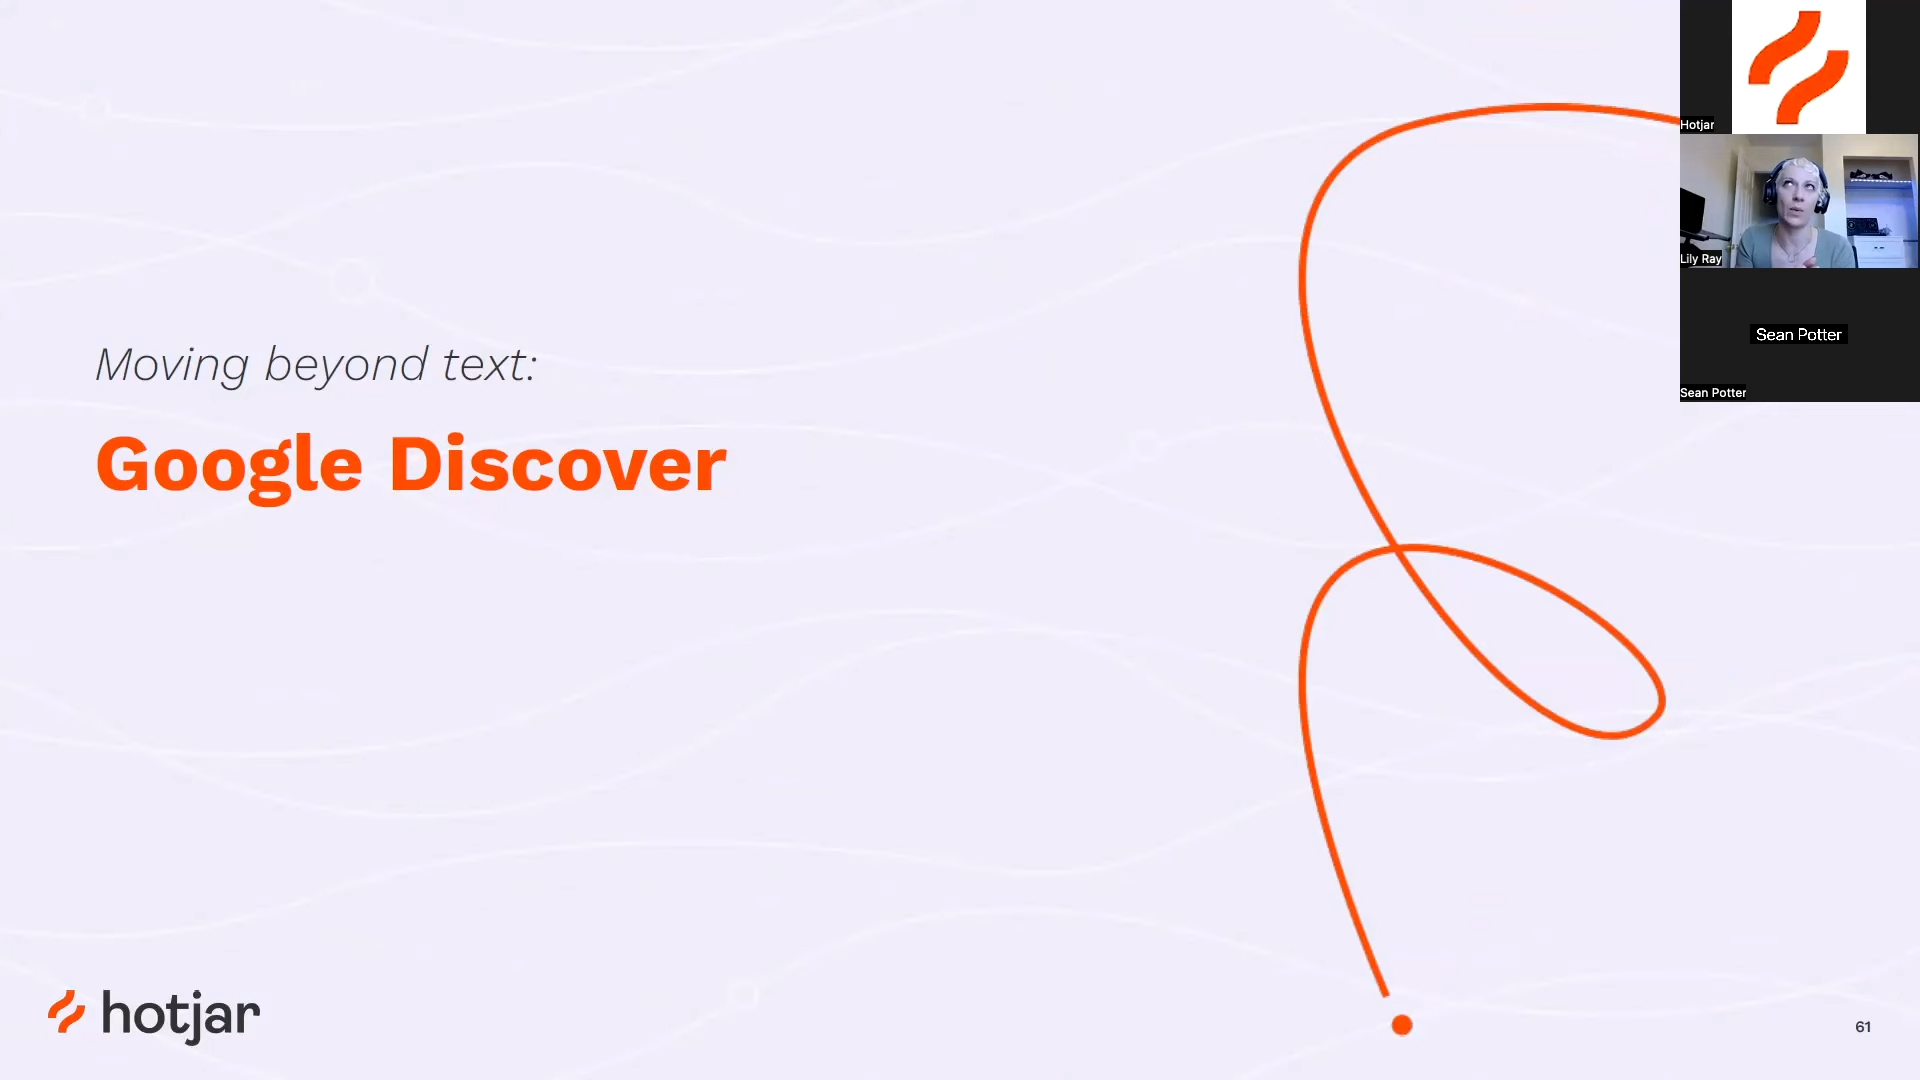 Moving beyond text:
Google Discover
hotjar
61
Hotjar
Lily Ray
Sean Potter
Sean Potter